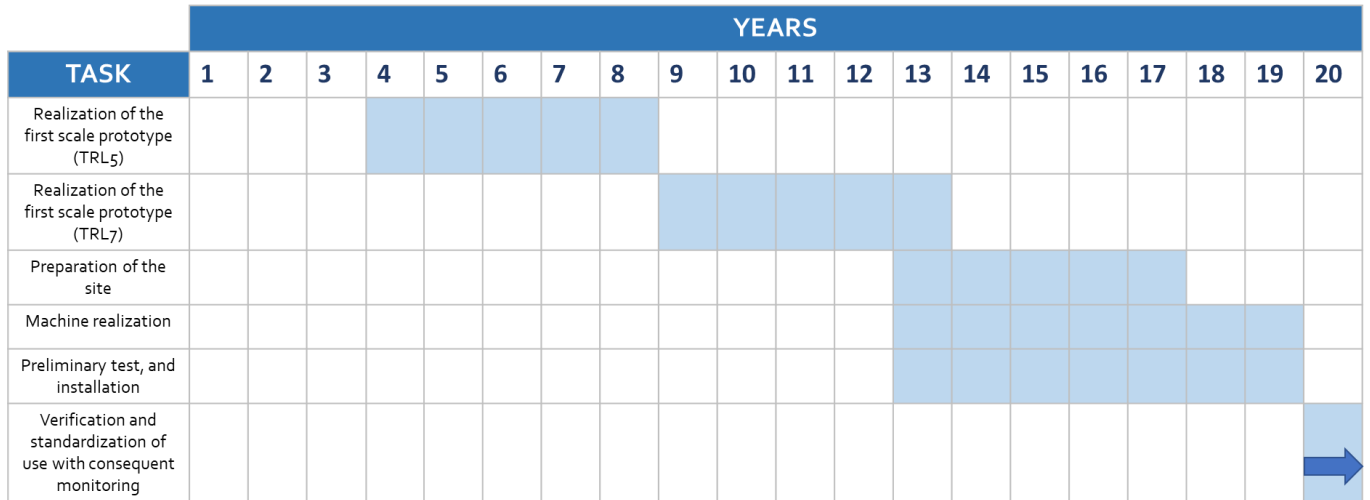 YEARS
TASK 1 2 3 4 5 6 7 8 9 10 11 12 13 14 15 16 17 18 19 20
Realization of the
first scale prototype
(TRL5)
Realization of the
first scale prototype
(TRL7)
Preparation of the
site
Machine realization
Preliminary test, and
installation
Verification and
standardization of
use with consequent
monitoring